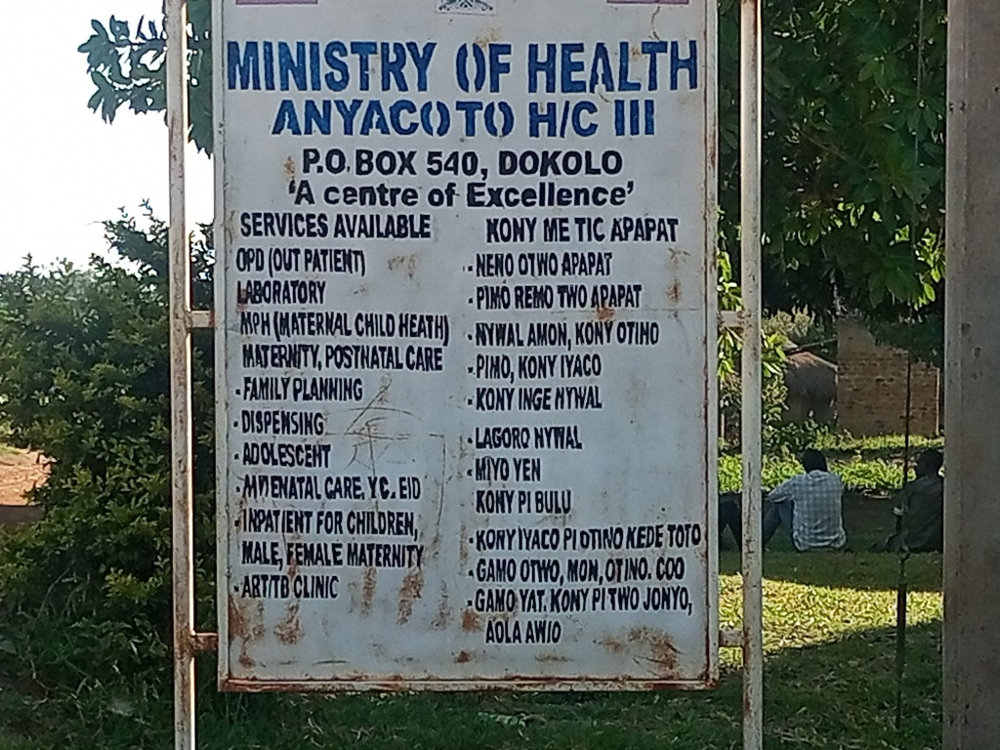 MINISTRY OF HEALTH
ANYACOTO H/C III
P.O. BOX 540, DOKOLO
'A centre of Excellence'
SERVICES AVAILABLE
OPD (OUT PATIENT)
LABORATORY
MPH (MATERNAL CHILD HEATH)
MATERNITY, POSTNATAL CARE
- FAMILY PLANNING
- DISPENSING
- ADOLESCENT
- ANTENATAL CARE, Y.C. EID
- INPATIENT FOR CHILDREN,
MALE, FEMALE MATERNITY
- ART/TB CLINIC
KONY ME TIC APAPAT
- NENO OTWO APAPAT
- PIMO REMO TWO APAPAT
- NYWAL AMON, KONY OTINO
- PIMO, KONY IYACO
- KONY INGE NYWAL
- LAGORO NYWAL
- MIYO YEN
KONY PI BULU
- KONY IYACO PI OTINO KEDE TOTO
- GAMO OTWO, MON, OTINO. COO
- GAMO YAT. KONY PI TWO JONYO,
AOLA AWIO